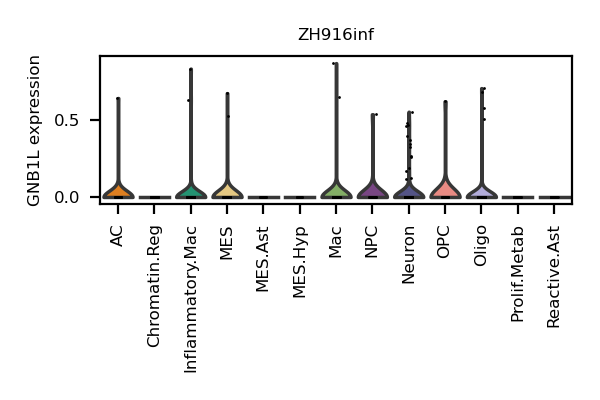 ZH916inf
GNB1L expression
0.5
0.0
AC
Chromatin.Reg
Inflammatory.Mac
MES
MES.Ast
MES.Hyp
Mac
NPC
Neuron
OPC
Oligo
Prolif.Metab
Reactive.Ast